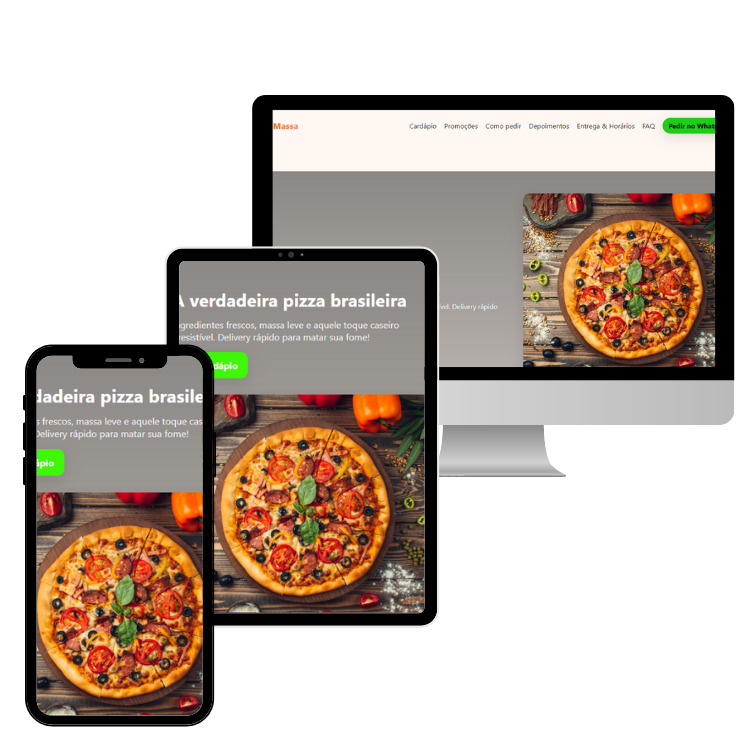 Massa
Cardápio Promoções Como pedir Depoimentos Entrega & Horários FAQ Pedir no What
vel. Delivery rápido
A verdadeira pizza brasileira
ngredientes frescos, massa leve e aquele toque caseiro
resistível. Delivery rápido para matar sua fome!
dápio
dadeira pizza brasile
s frescos, massa leve e aquele toque cas
Delivery rápido para matar sua fome!
ápio